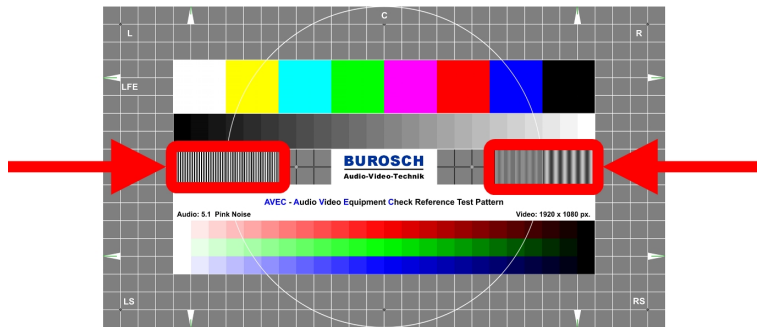 C
L
R
LFE
BUROSCH
Audio-Video-Technik
AVEC - Audio Video Equipment Check Reference Test Pattern
Audio: 5.1 Pink Noise
Video: 1920 x 1080 px.
LS
RS